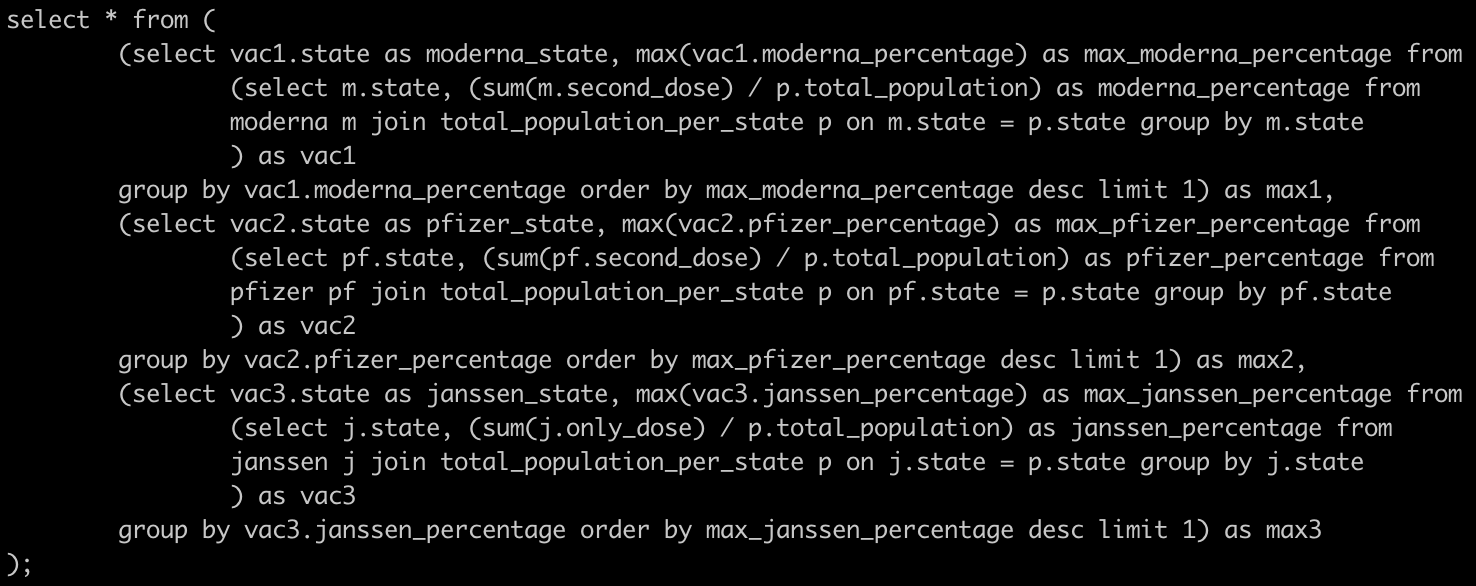 select * from (
        (select vac1.state as moderna_state, max(vac1.moderna_percentage) as max_moderna_percentage from
                (select m.state, (sum(m.second_dose) / p.total_population) as moderna_percentage from
                moderna m join total_population_per_state p on m.state = p.state group by m.state
                ) as vac1
        group by vac1.moderna_percentage order by max_moderna_percentage desc limit 1) as max1,
        (select vac2.state as pfizer_state, max(vac2.pfizer_percentage) as max_pfizer_percentage from
                (select pf.state, (sum(pf.second_dose) / p.total_population) as pfizer_percentage from
                pfizer pf join total_population_per_state p on pf.state = p.state group by pf.state
                ) as vac2
        group by vac2.pfizer_percentage order by max_pfizer_percentage desc limit 1) as max2,
        (select vac3.state as janssen_state, max(vac3.janssen_percentage) as max_janssen_percentage from
                (select j.state, (sum(j.only_dose) / p.total_population) as janssen_percentage from
                janssen j join total_population_per_state p on j.state = p.state group by j.state
                ) as vac3
        group by vac3.janssen_percentage order by max_janssen_percentage desc limit 1) as max3
);